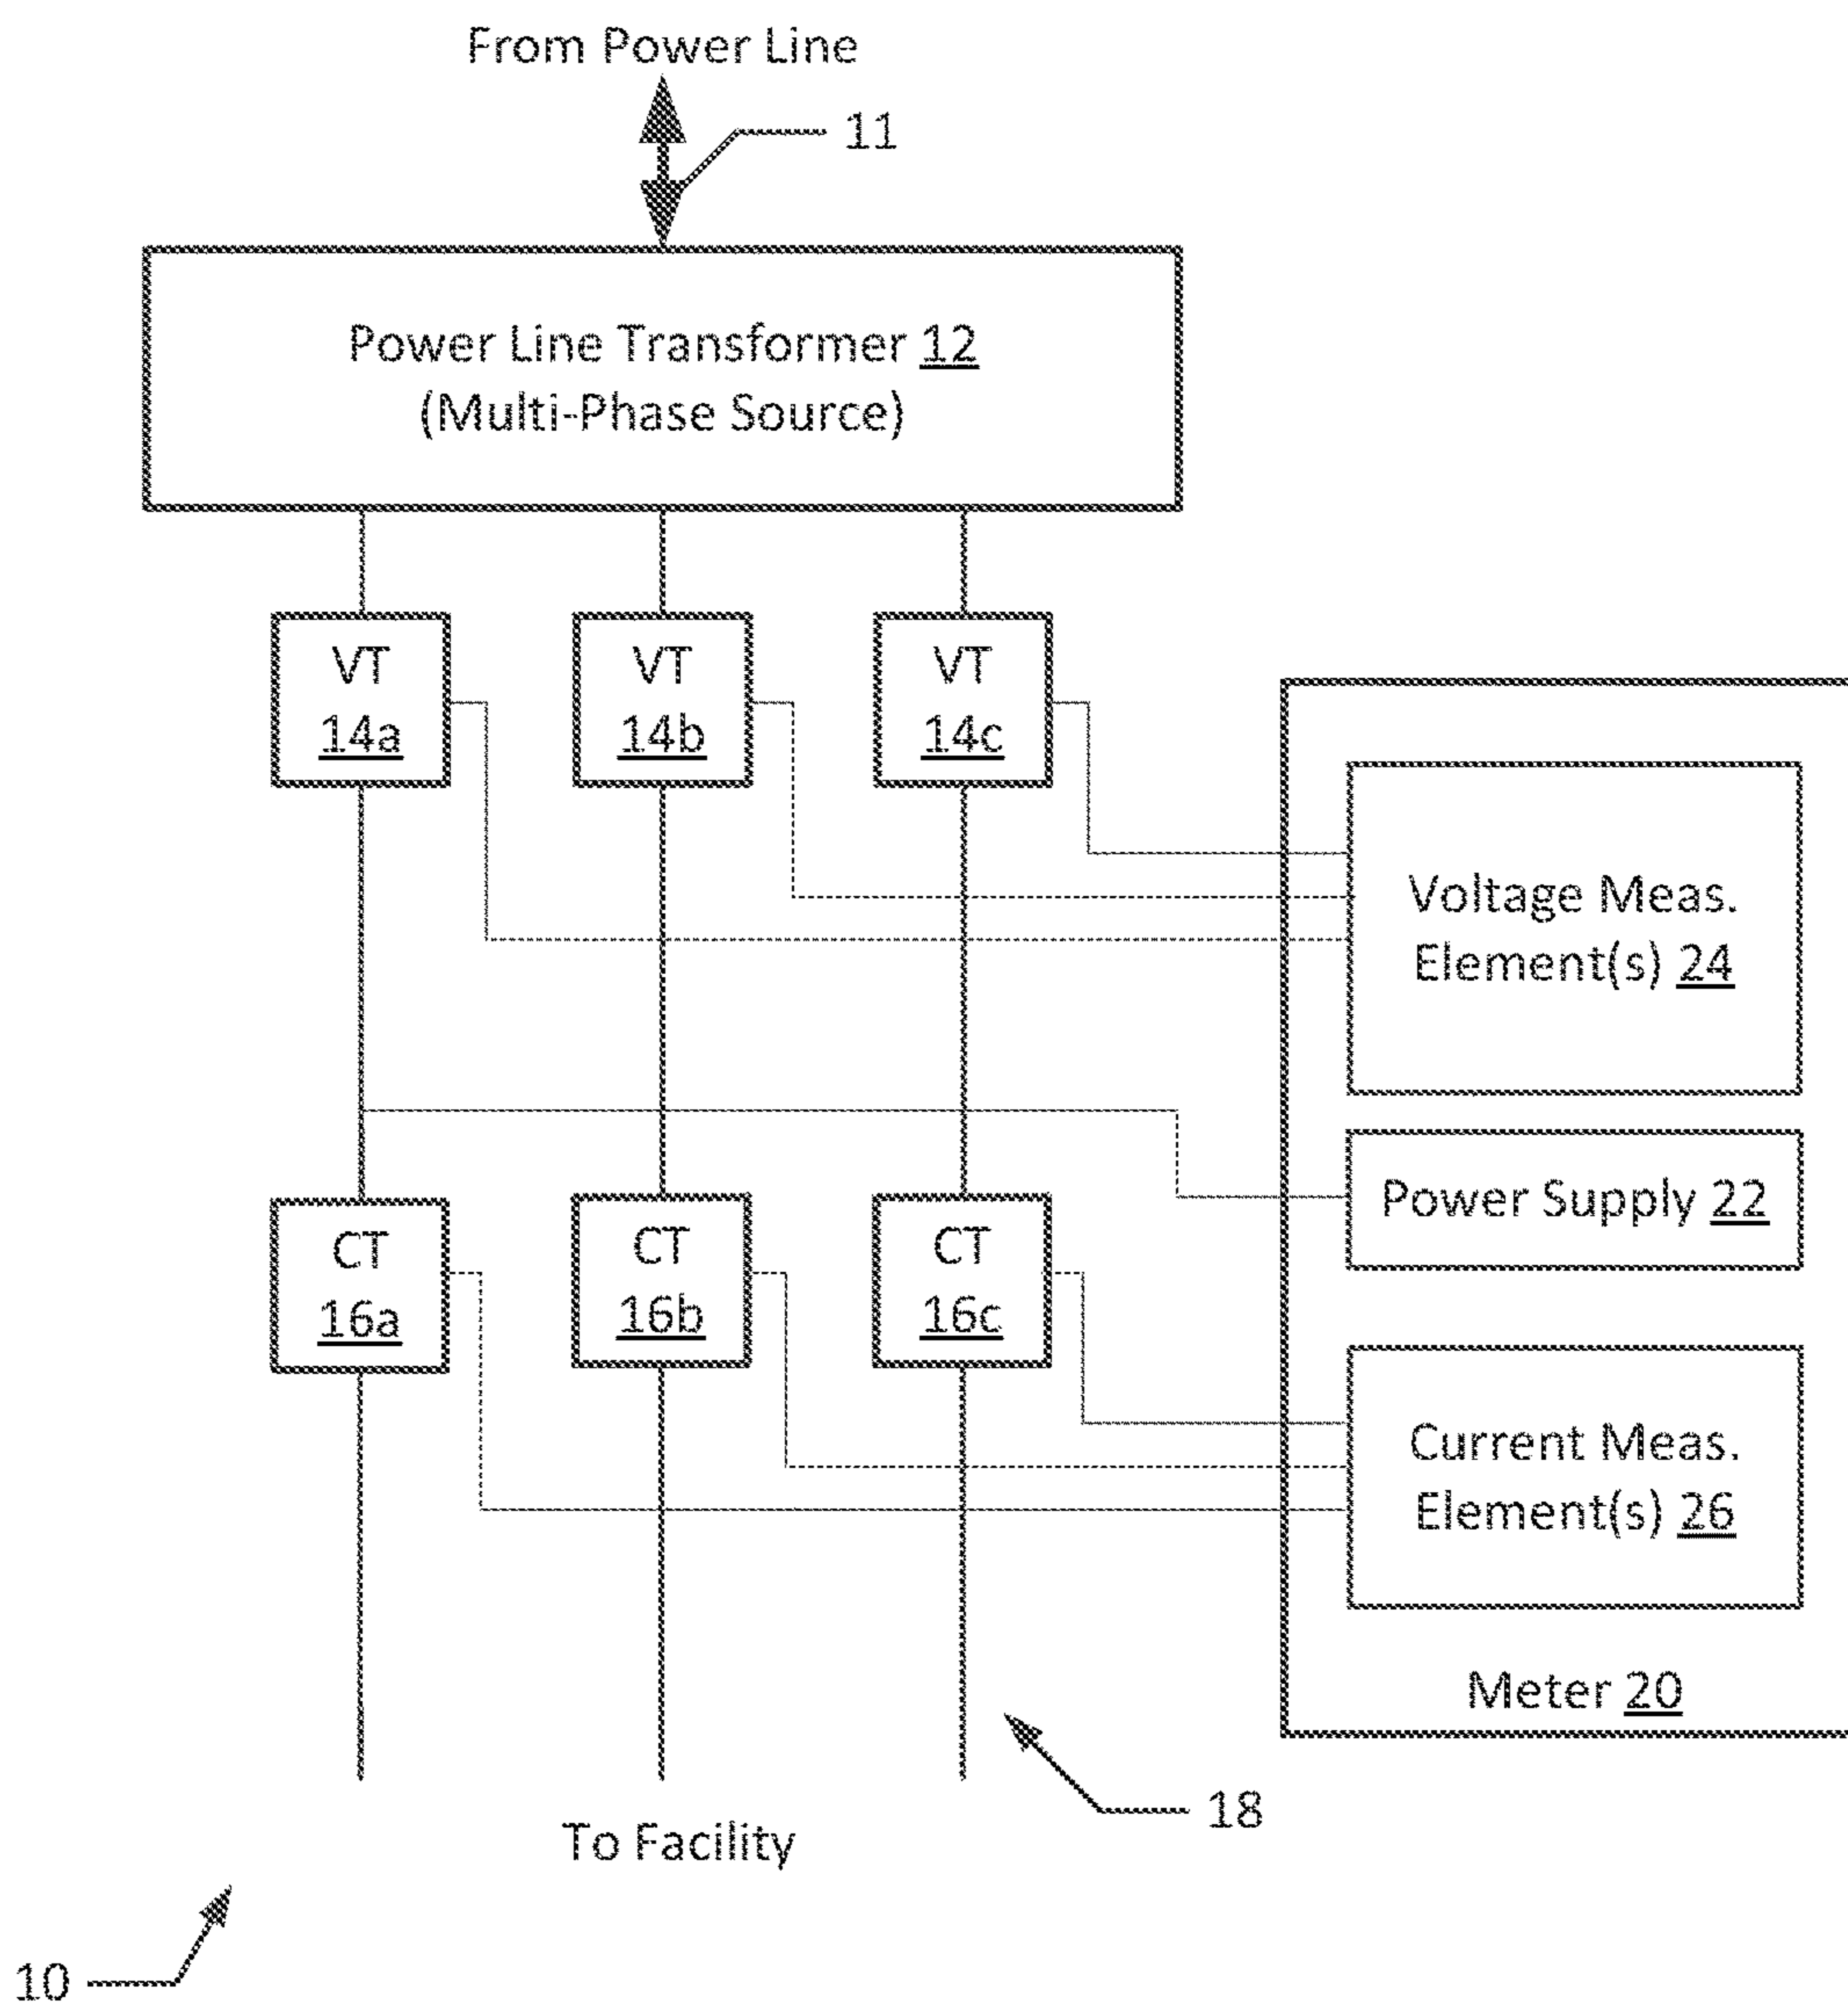 From Power Line
11
Power Line Transformer 12
(Multi-Phase Source)
VT
14a
VT
14b
VT
14c
Voltage Meas.
Element(s) 24
Power Supply 22
CT
16a
CT
16b
CT
16c
Current Meas.
Element(s) 26
Meter 20
18
To Facility
10